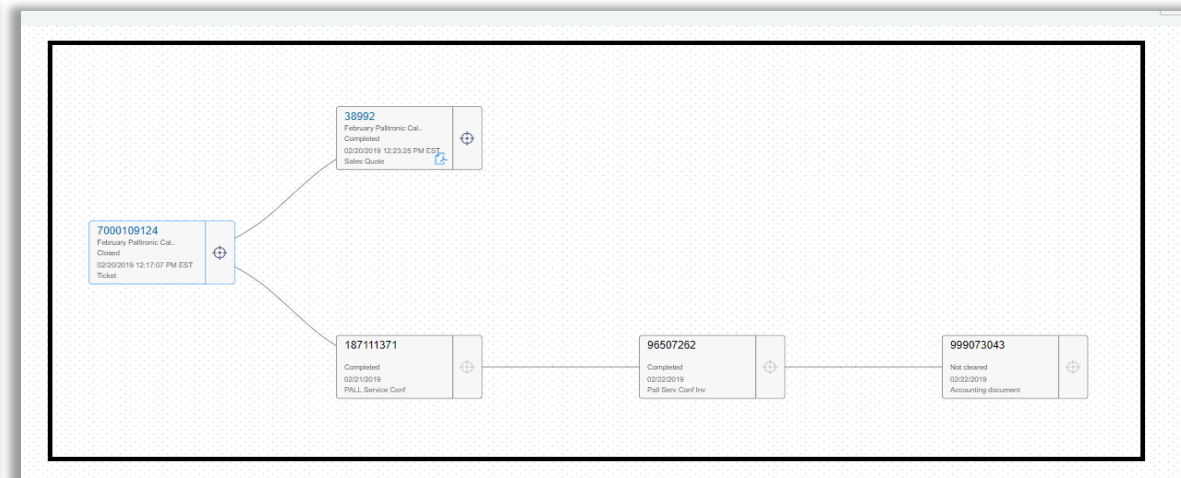 38992
February Palltronic Cal..
Completed
02/20/2019 12:23:25 PM EST
Sales Quote
7000109124
February Palltronic Cal..
Closed
02/20/2019 12:17:07 PM EST
Ticket
187111371
Completed
02/21/2019
PALL Service Conf
96507262
Completed
02/22/2019
Pall Serv Conf Inv
999073043
Not cleared
02/22/2019
Accounting document